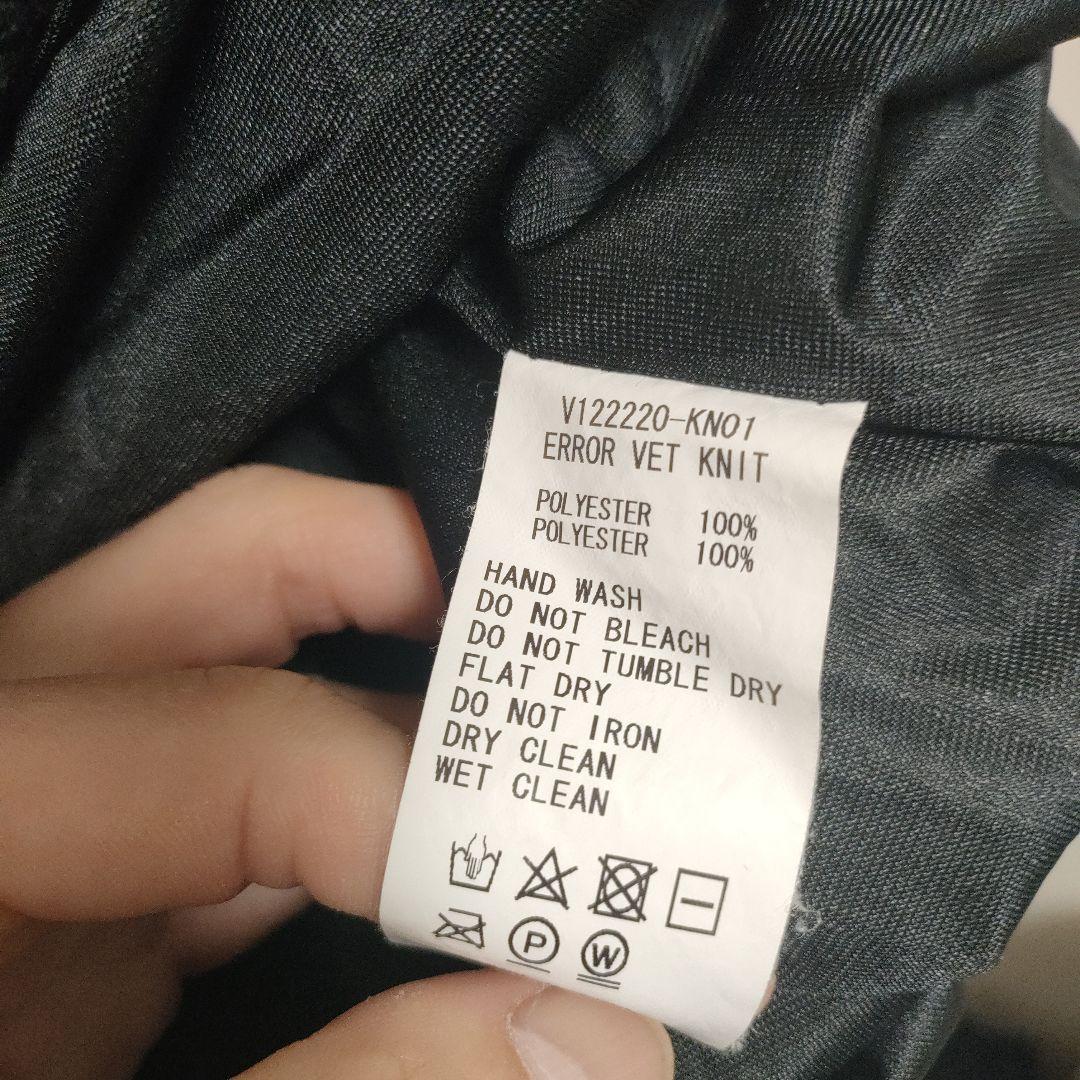 V122220-KN01
ERROR VET KNIT
POLYESTER 100%
POLYESTER 100%
HAND WASH
DO NOT BLEACH
DO NOT TUMBLE DRY
FLAT DRY
DO NOT IRON
DRY CLEAN
WET CLEAN
P W